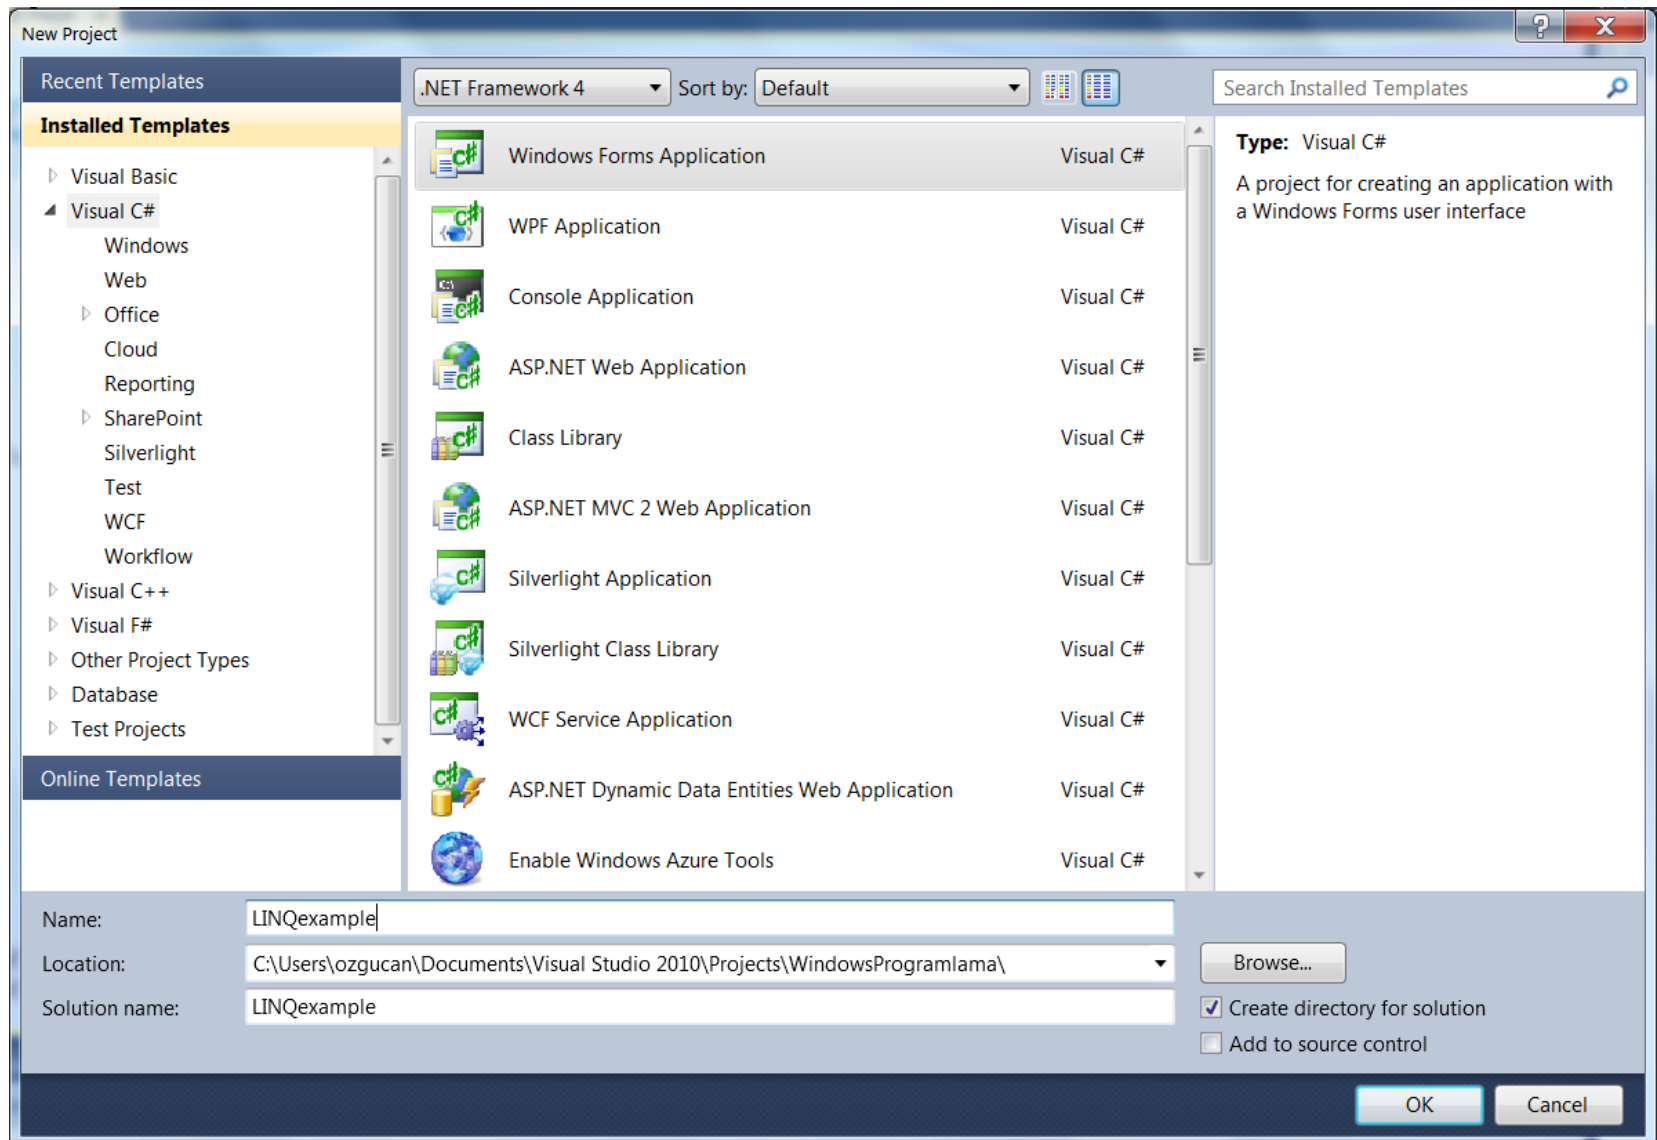 New Project
Recent Templates
Installed Templates
Visual Basic
Visual C#
Windows
Web
Office
Cloud
Reporting
SharePoint
Silverlight
Test
WCF
Workflow
Visual C++
Visual F#
Other Project Types
Database
Test Projects
Online Templates
.NET Framework 4 Sort by: Default
Windows Forms Application Visual C#
WPF Application Visual C#
Console Application Visual C#
ASP.NET Web Application Visual C#
Class Library Visual C#
ASP.NET MVC 2 Web Application Visual C#
Silverlight Application Visual C#
Silverlight Class Library Visual C#
WCF Service Application Visual C#
ASP.NET Dynamic Data Entities Web Application Visual C#
Enable Windows Azure Tools Visual C#
Search Installed Templates
Type: Visual C#
A project for creating an application with
a Windows Forms user interface
Name: LINQexample
Location: C:\Users\ozgucan\Documents\Visual Studio 2010\Projects\WindowsProgramlama\
Browse...
Solution name: LINQexample
Create directory for solution
Add to source control
OK Cancel